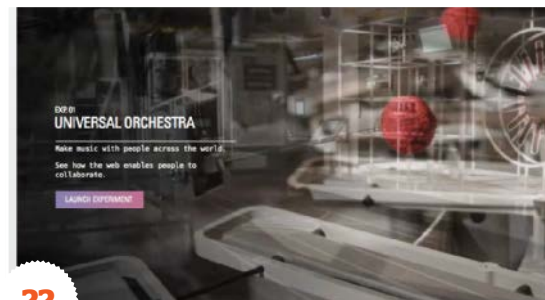 EXP.01
UNIVERSAL ORCHESTRA
Make music with people across the world.
See how the web enables people to
collaborate.
LAUNCH EXPERIMENT
22